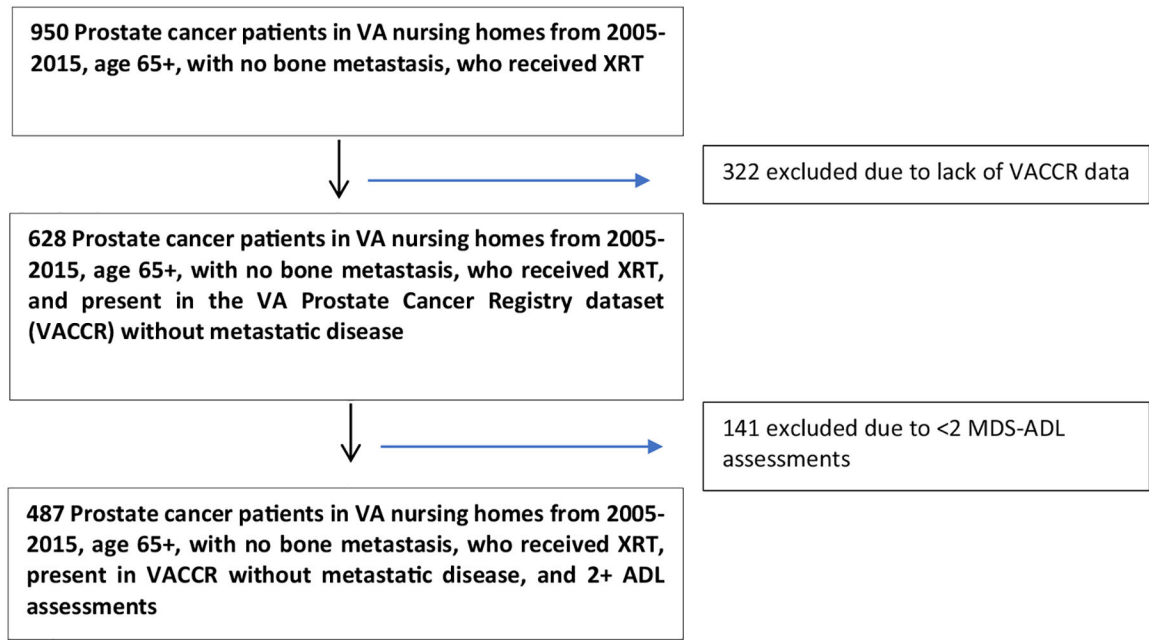 950 Prostate cancer patients in VA nursing homes from 2005-
2015, age 65+, with no bone metastasis, who received XRT
322 excluded due to lack of VACCR data
628 Prostate cancer patients in VA nursing homes from 2005-
2015, age 65+, with no bone metastasis, who received XRT,
and present in the VA Prostate Cancer Registry dataset
(VACCR) without metastatic disease
141 excluded due to <2 MDS-ADL
assessments
487 Prostate cancer patients in VA nursing homes from 2005-
2015, age 65+, with no bone metastasis, who received XRT,
present in VACCR without metastatic disease, and 2+ ADL
assessments